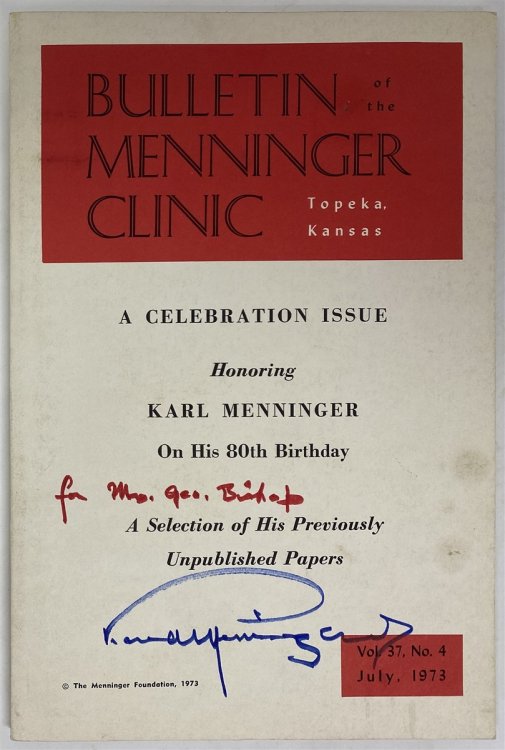 BULLETIN of
the
MENNINGER
CLINIC Topeka,
Kansas
A CELEBRATION ISSUE
Honoring
KARL MENNINGER
On His 80th Birthday
for Mrs. Geo. Bishop
A Selection of His Previously
Unpublished Papers
Vol. 37, No. 4
July, 1973
© The Menninger Foundation, 1973